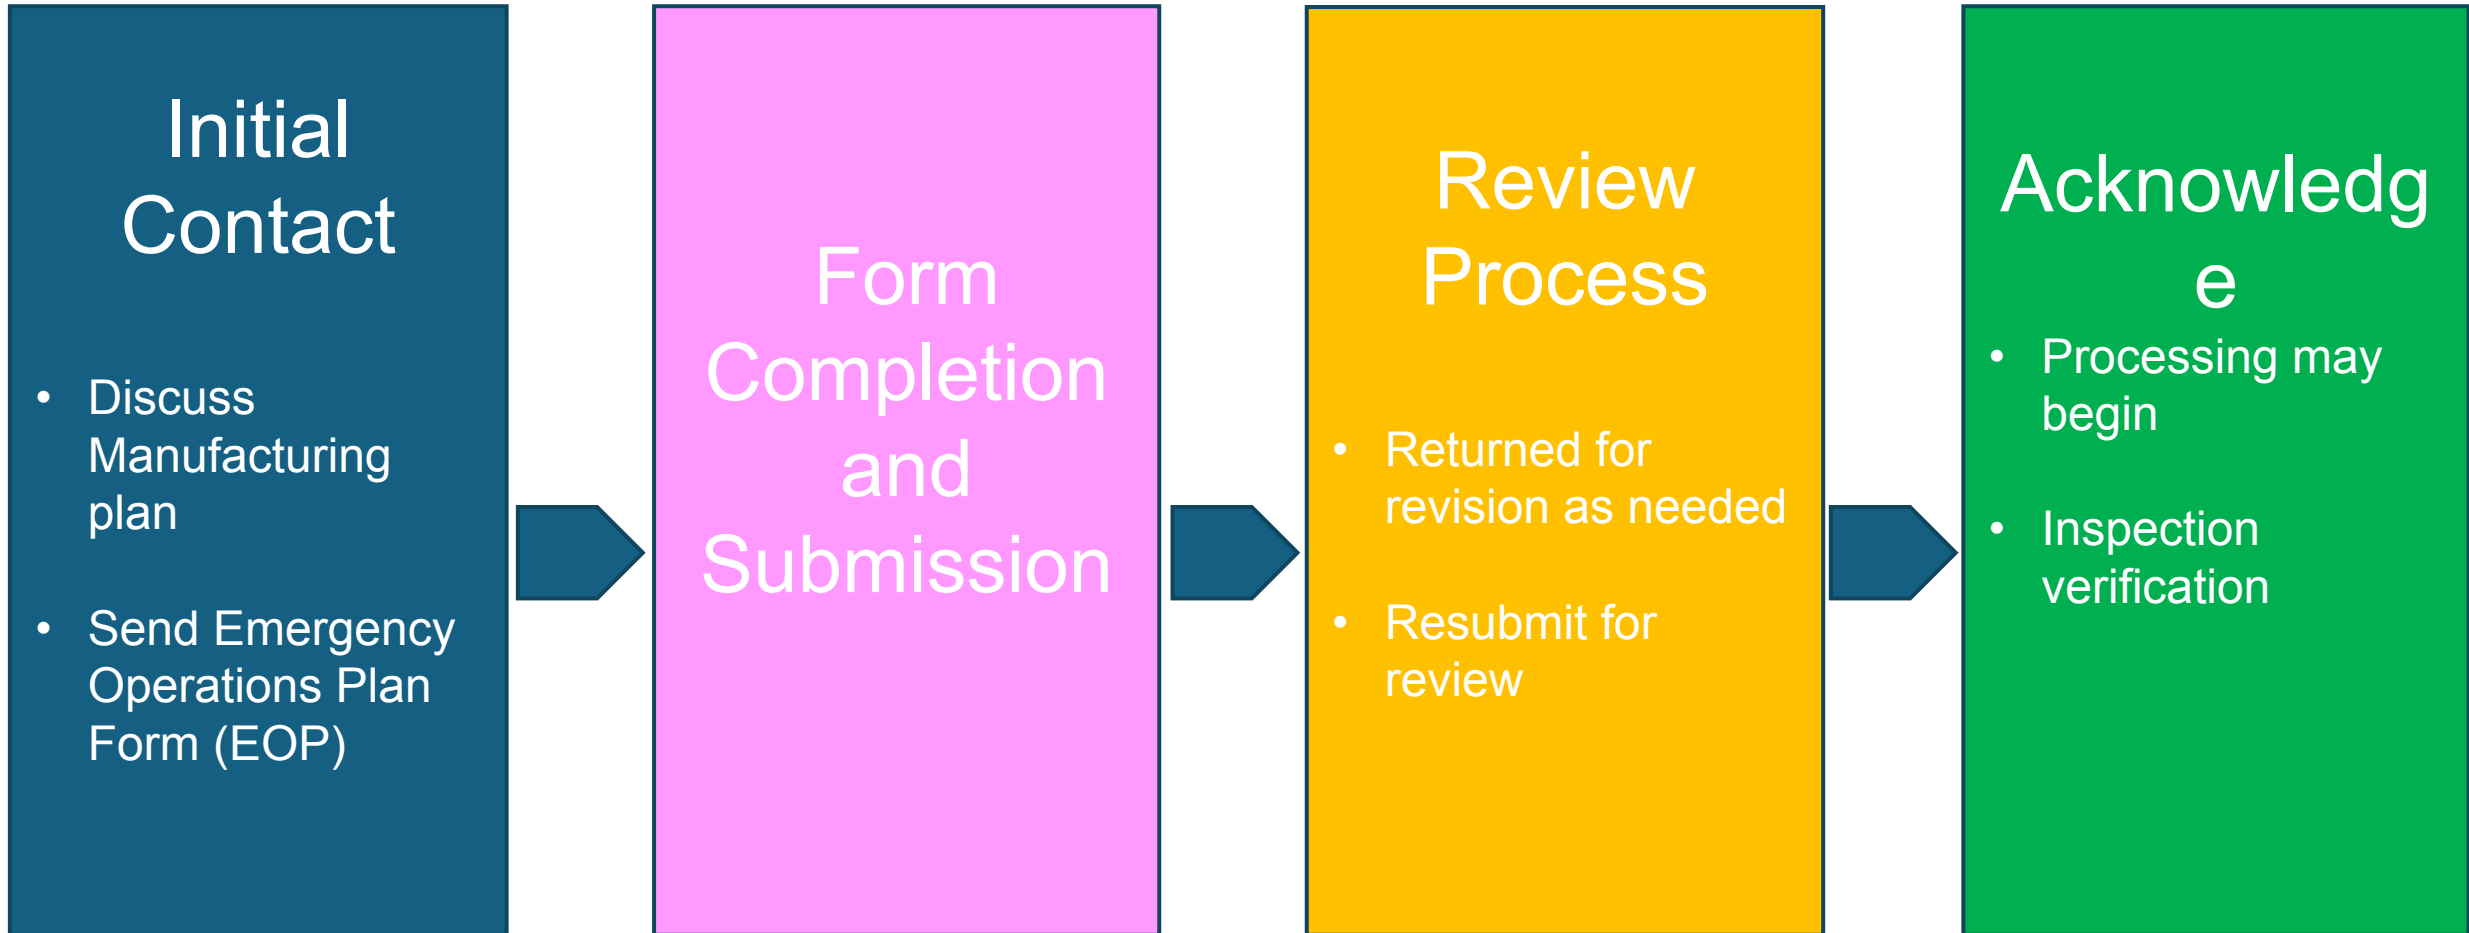 Initial
Contact
• Discuss
Manufacturing
plan
• Send Emergency
Operations Plan
Form (EOP)
Form
Completion
and
Submission
Review
Process
• Returned for
revision as needed
• Resubmit for
review
Acknowledg
e
• Processing may
begin
• Inspection
verification